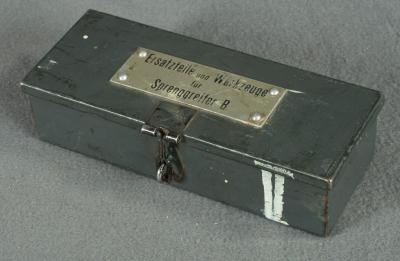 Ersatzteile und Werkzeuge
für
Sprenggreifer B